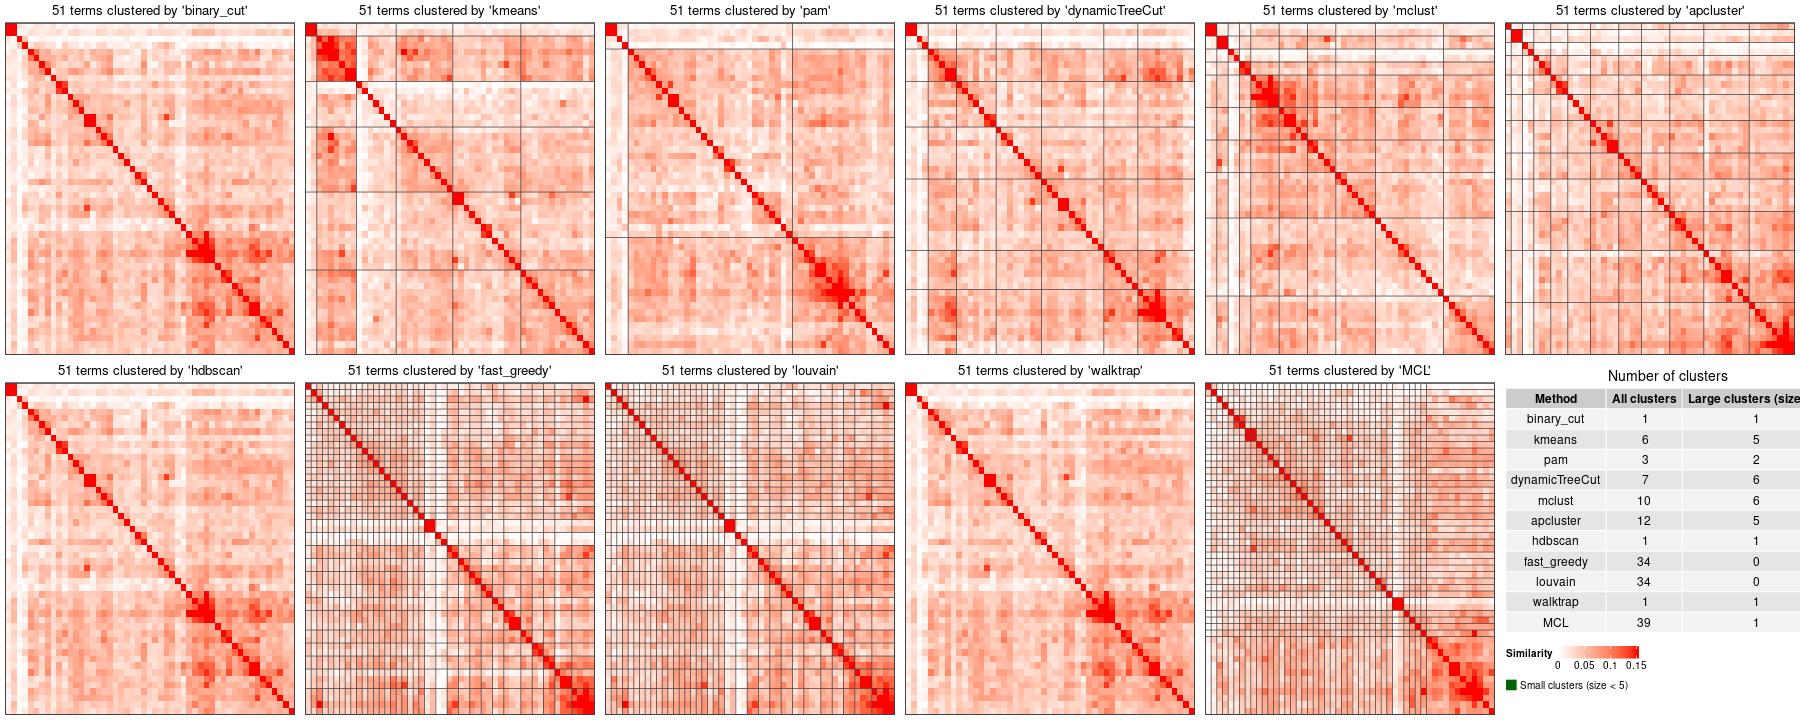 51 terms clustered by 'binary_cut'
51 terms clustered by 'kmeans'
51 terms clustered by 'pam'
51 terms clustered by 'dynamicTreeCut'
51 terms clustered by 'mclust'
51 terms clustered by 'apcluster'
51 terms clustered by 'hdbscan'
51 terms clustered by 'fast_greedy'
51 terms clustered by 'louvain'
51 terms clustered by 'walktrap'
51 terms clustered by 'MCL'
Number of clusters
Method All clusters Large clusters (size
binary_cut 1 1
kmeans 6 5
pam 3 2
dynamicTreeCut 7 6
mclust 10 6
apcluster 12 5
hdbscan 1 1
fast_greedy 34 0
louvain 34 0
walktrap 1 1
MCL 39 1
Similarity
0 0.05 0.1 0.15
Small clusters (size < 5)